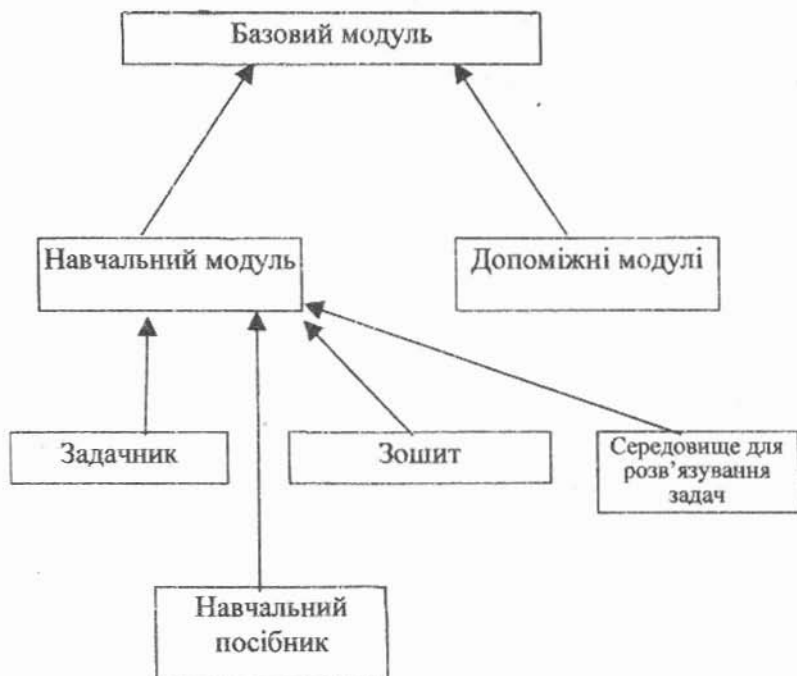 Базовий модуль
Навчальний модуль
Допоміжні модулі
Задачник
Зошит
Середовище для
розв'язування
задач
Навчальний
посібник